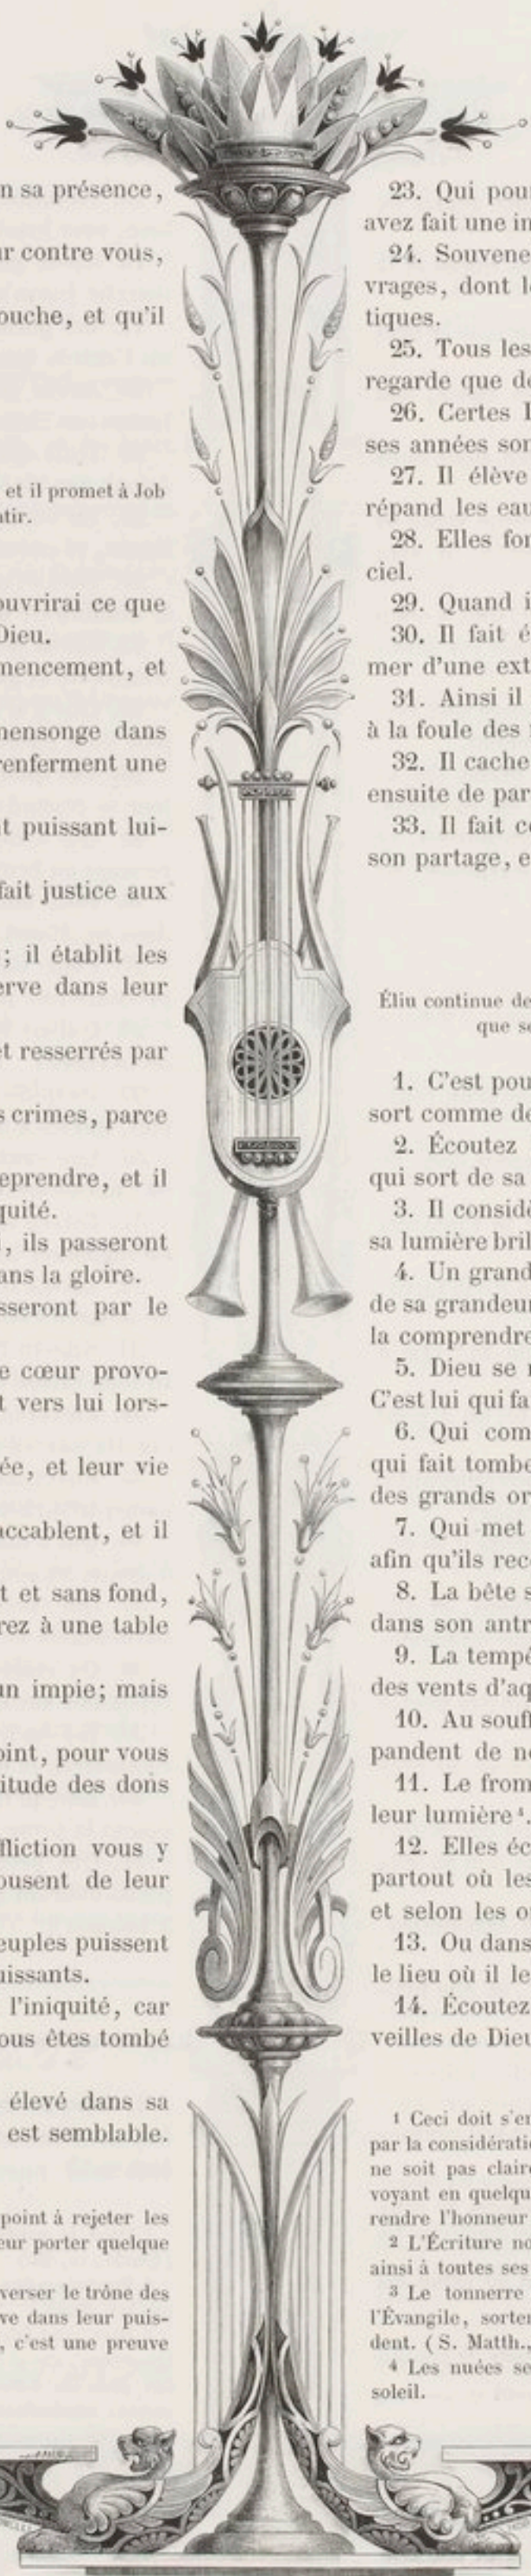 n sa présence,
r contre vous,
ouche, et qu'il
et il promet à Job
tir.
ouvrirai ce que
Dieu.
mencement, et
mensonge dans
renferment une
t puissant lui-
fait justice aux
; il établit les
erve dans leur
et resserrés par
s crimes, parce
reprendre, et il
quité.
l, ils passeront
ans la gloire.
sseront par le
e cœur provo-
t vers lui lors-
ée, et leur vie
accablent, et il
t et sans fond,
rez à une table
un impie; mais
oint, pour vous
itude des dons
fliction vous y
ousent de leur
euples puissent
uissants.
l'iniquité, car
ous êtes tombé
élevé dans sa
est semblable.
point à rejeter les
eur porter quelque
verser le trône des
ve dans leur puis-
, c'est une preuve
23. Qui pour
avez fait une in
24. Souvene
vrages, dont le
tiques.
25. Tous les
regarde que de
26. Certes D
ses années son
27. Il élève
répand les eau
28. Elles fon
ciel.
29. Quand i
30. Il fait é
mer d'une ext
31. Ainsi il
à la foule des
32. Il cache
ensuite de par
33. Il fait co
son partage, e
Éliu continue de
que se
1. C'est pou
sort comme de
2. Écoutez
qui sort de sa
3. Il considè
sa lumière bril
4. Un grand
de sa grandeur
la comprendre
5. Dieu se
C'est lui qui fa
6. Qui com
qui fait tombe
des grands or
7. Qui met
afin qu'ils rec
8. La bête s
dans son antr
9. La tempê
des vents d'aq
10. Au souffl
pandent de no
11. Le from
leur lumière ⁴.
12. Elles éc
partout où les
et selon les o
13. Ou dans
le lieu où il le
14. Écoutez
veilles de Dieu
1 Ceci doit s'en
par la considératio
ne soit pas claire
voyant en quelqu
rendre l'honneur
2 L'Écriture no
ainsi à toutes ses
3 Le tonnerre
l'Évangile, sorten
dent. (S. Matth.,
4 Les nuées se
soleil.